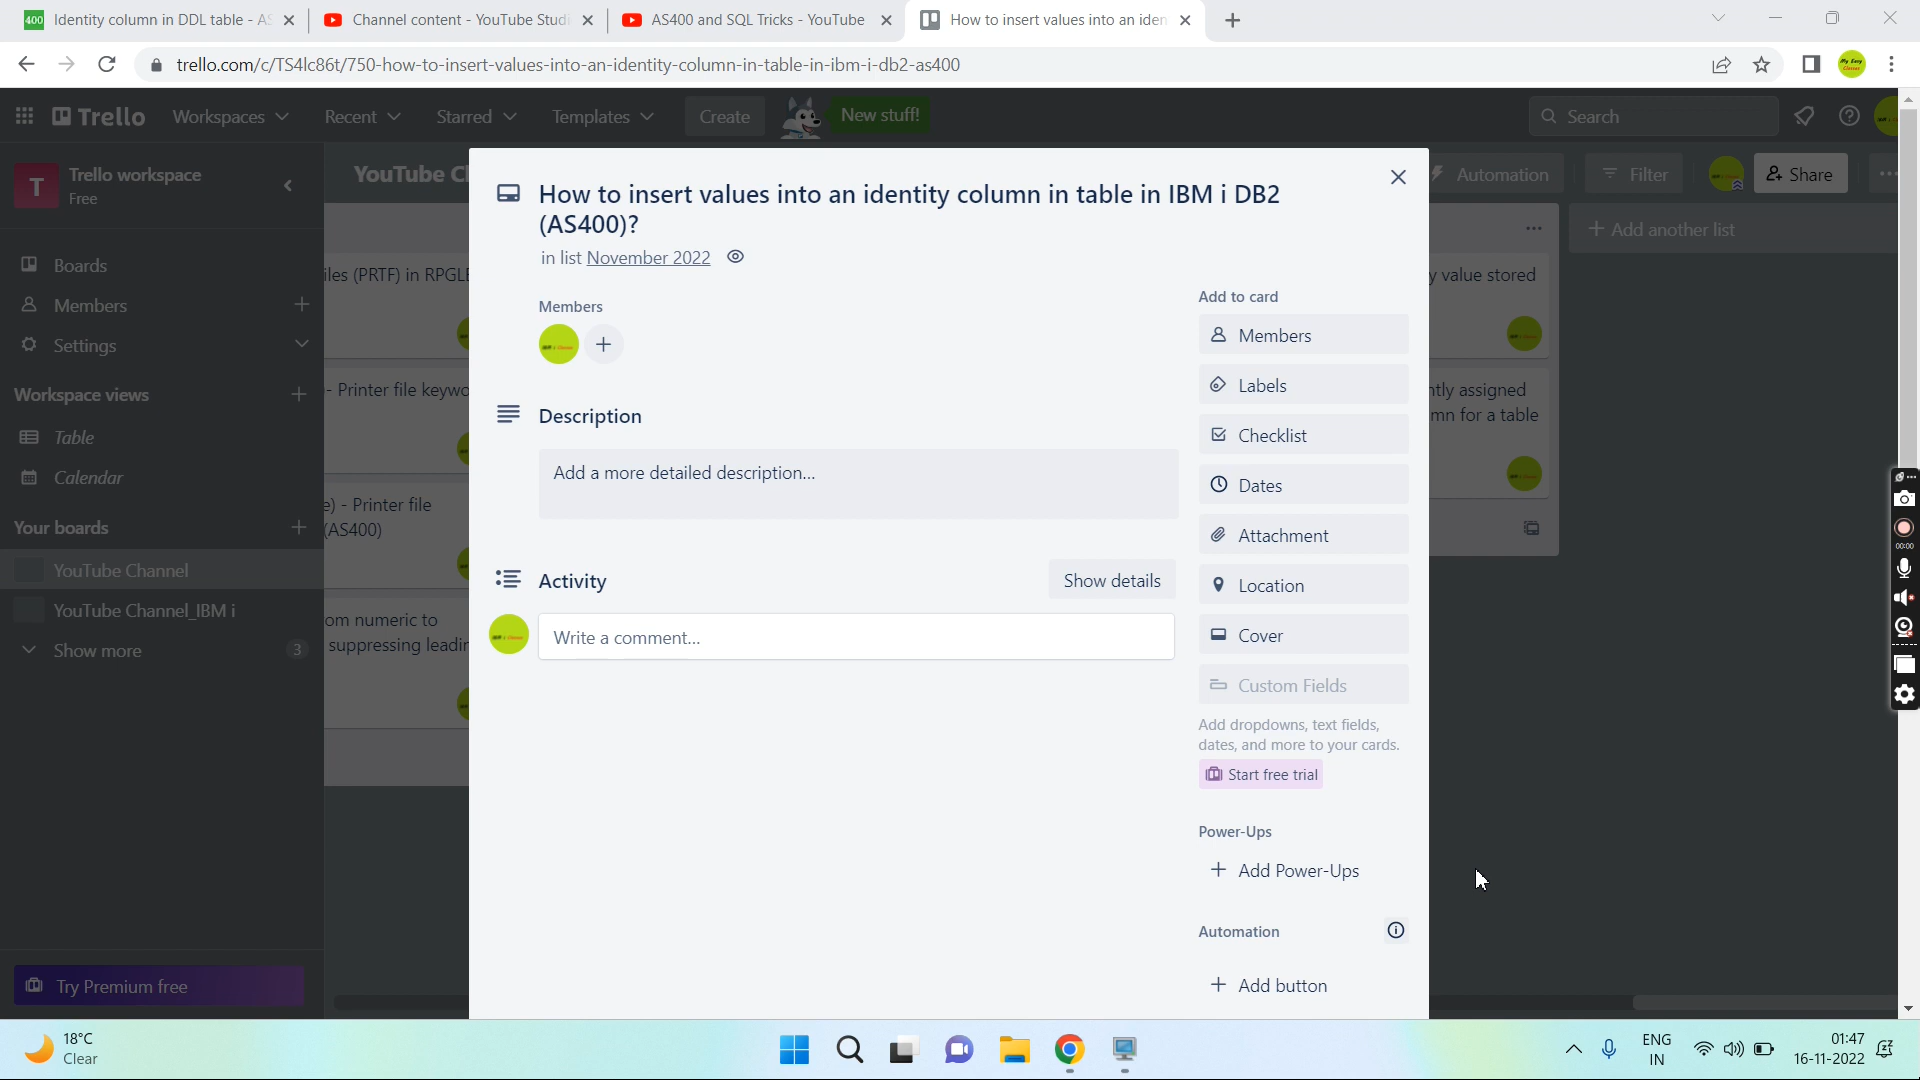 Identity column in DDL table - AS
Channel content - YouTube Studi
AS400 and SQL Tricks - YouTube
How to insert values into an iden
trello.com/c/TS4lc86t/750-how-to-insert-values-into-an-identity-column-in-table-in-ibm-i-db2-as400
Trello
Workspaces
Recent
Starred
Templates
Create
New stuff!
Search
T
Trello workspace
Free
Boards
Members
Settings
Workspace views
Table
Calendar
Your boards
YouTube Channel
YouTube Channel_IBM i
Show more
3
Try Premium free
YouTube Cl
Automation
Filter
Share
iles (PRTF) in RPGLE
- Printer file keywo
e) - Printer file
(AS400)
om numeric to
suppressing leadin
How to insert values into an identity column in table in IBM i DB2
(AS400)?
in list November 2022
Members
Description
Add a more detailed description...
Activity
Show details
Write a comment...
Add to card
Members
Labels
Checklist
Dates
Attachment
Location
Cover
Custom Fields
Add dropdowns, text fields,
dates, and more to your cards.
Start free trial
Power-Ups
Add Power-Ups
Automation
Add button
y value stored
ntly assigned
mn for a table
Add another list
00:00
18°C
Clear
ENG
IN
01:47
16-11-2022